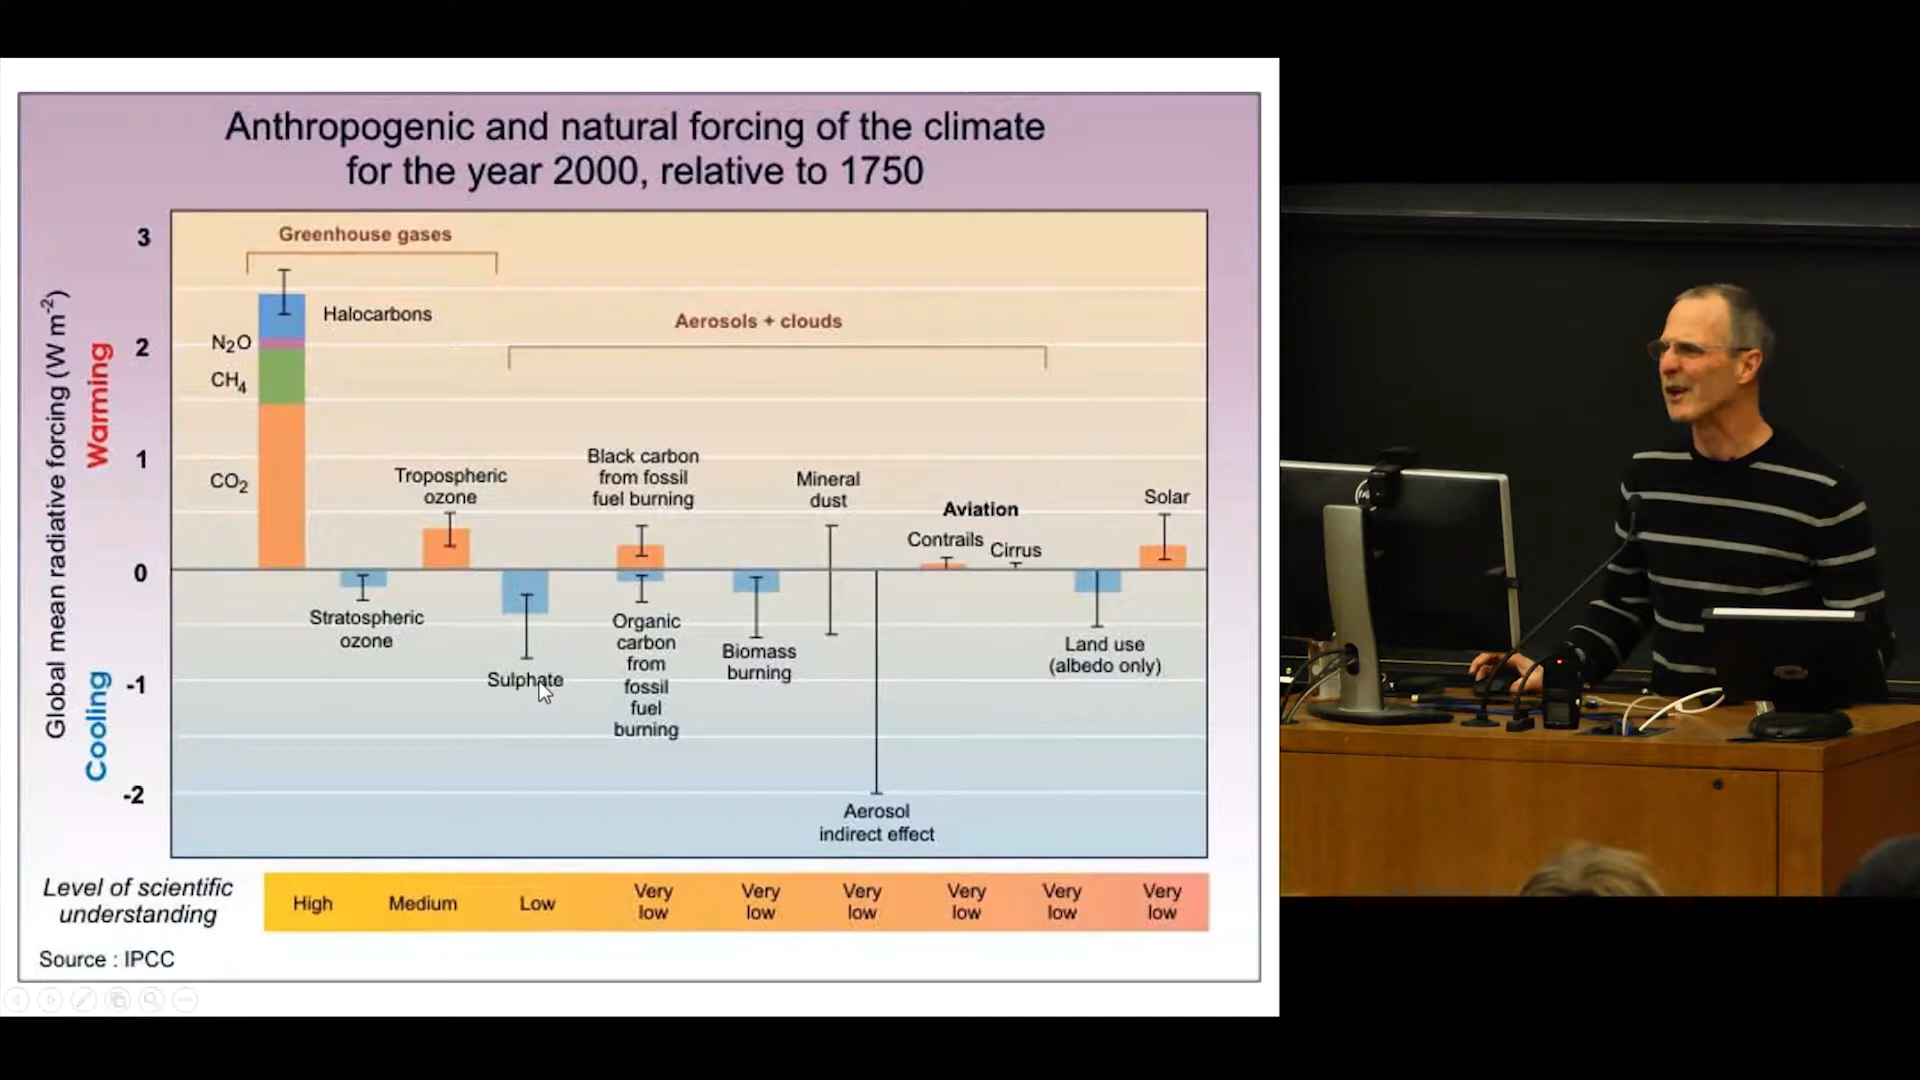 Anthropogenic and natural forcing of the climate
for the year 2000, relative to 1750
Global mean radiative forcing (W m-2)
Warming
Cooling
3
2
1
0
-1
-2
Greenhouse gases
Halocarbons
N2O
CH4
CO2
Aerosols + clouds
Stratospheric
ozone
Tropospheric
ozone
Sulphate
Black carbon
from fossil
fuel burning
Organic
carbon
from
fossil
fuel
burning
Biomass
burning
Mineral
dust
Aerosol
indirect effect
Aviation
Contrails
Cirrus
Land use
(albedo only)
Solar
Level of scientific
understanding
High
Medium
Low
Very
low
Very
low
Very
low
Very
low
Very
low
Very
low
Source : IPCC